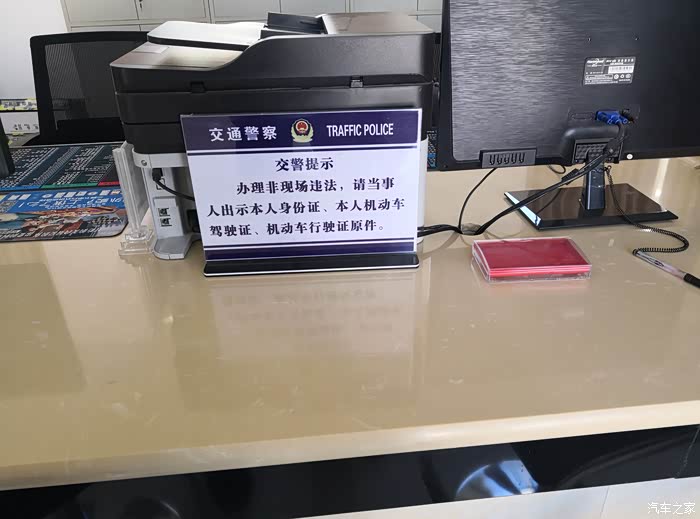 交通警察 TRAFFIC POLICE
交警提示
办理非现场违法，请当事
人出示本人身份证、本人机动车
驾驶证、机动车行驶证原件。
汽车之家